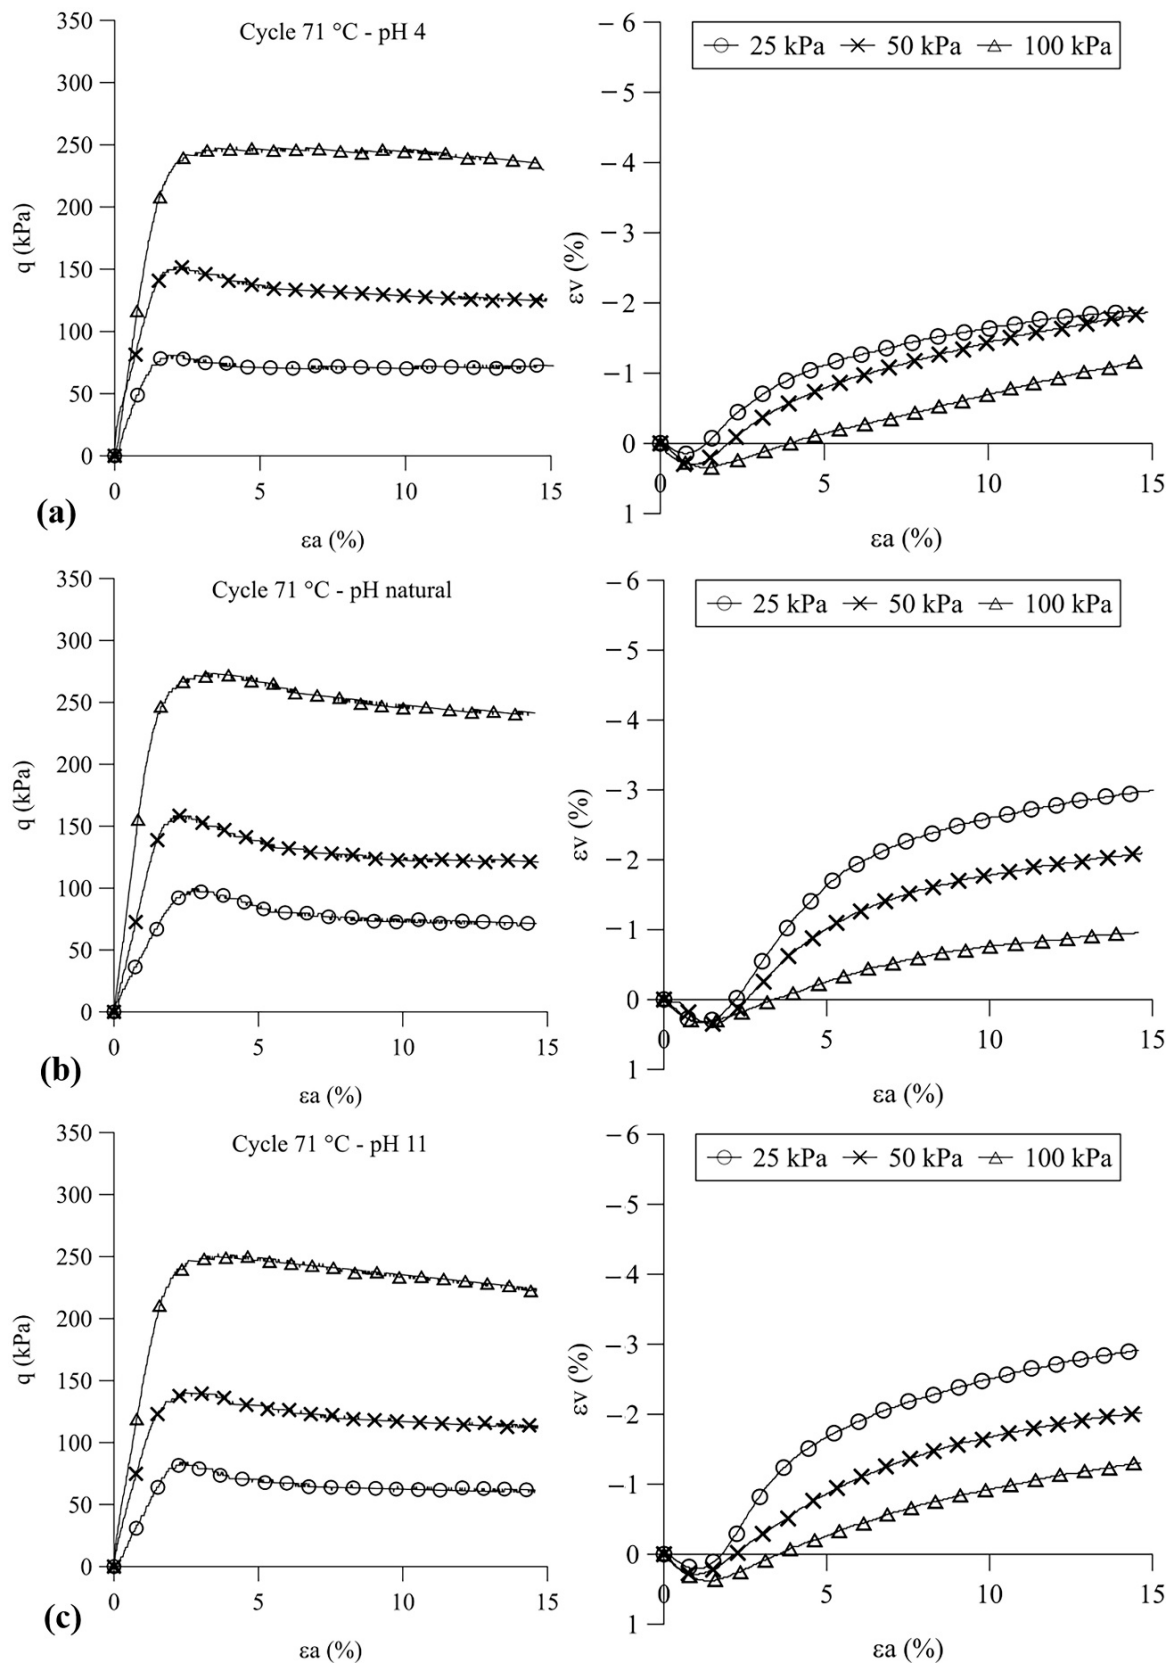 Cycle 71 °C - pH 4
350
300
250
200
150
100
50
0
q (kPa)
0 5 10 15
εa (%)
(a)
25 kPa 50 kPa 100 kPa
−6
−5
−4
−3
−2
−1
0
1
εv (%)
0 5 10 15
εa (%)
Cycle 71 °C - pH natural
350
300
250
200
150
100
50
0
q (kPa)
0 5 10 15
εa (%)
(b)
25 kPa 50 kPa 100 kPa
−6
−5
−4
−3
−2
−1
0
1
εv (%)
0 5 10 15
εa (%)
Cycle 71 °C - pH 11
350
300
250
200
150
100
50
0
q (kPa)
0 5 10 15
εa (%)
(c)
25 kPa 50 kPa 100 kPa
−6
−5
−4
−3
−2
−1
0
1
εv (%)
0 5 10 15
εa (%)